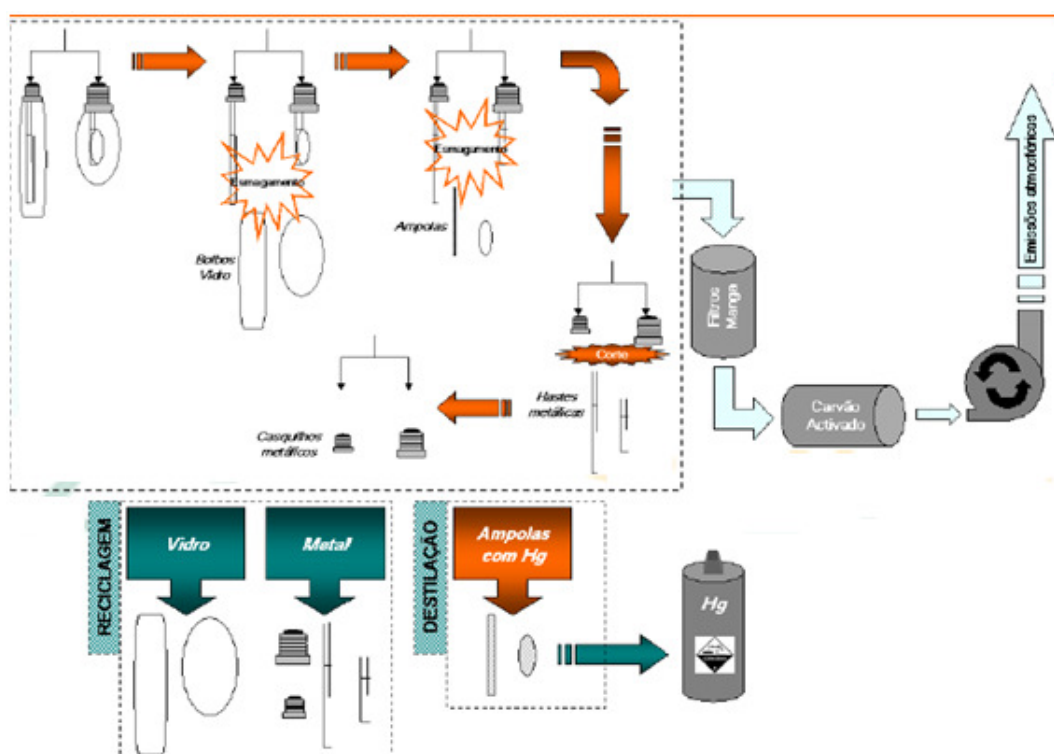 Esmagamento
Esmagamento
Ampolas
Bolbos
Vidro
Corte
Hastes
metálicas
Casquilhos
metálicos
Filtros
Manga
Carvão
Activado
Emissões atmosféricas
RECICLAGEM
Vidro
Metal
DESTILAÇÃO
Ampolas
com Hg
Hg